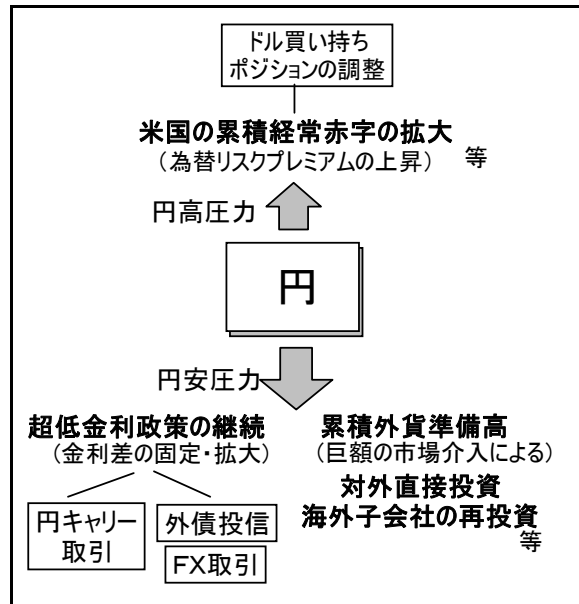 ドル買い持ち
ポジションの調整
米国の累積経常赤字の拡大
（為替リスクプレミアムの上昇） 等
円高圧力
円
円安圧力
超低金利政策の継続
（金利差の固定・拡大）
円キャリー
取引
外債投信
ＦＸ取引
累積外貨準備高
（巨額の市場介入による）
対外直接投資
海外子会社の再投資
等